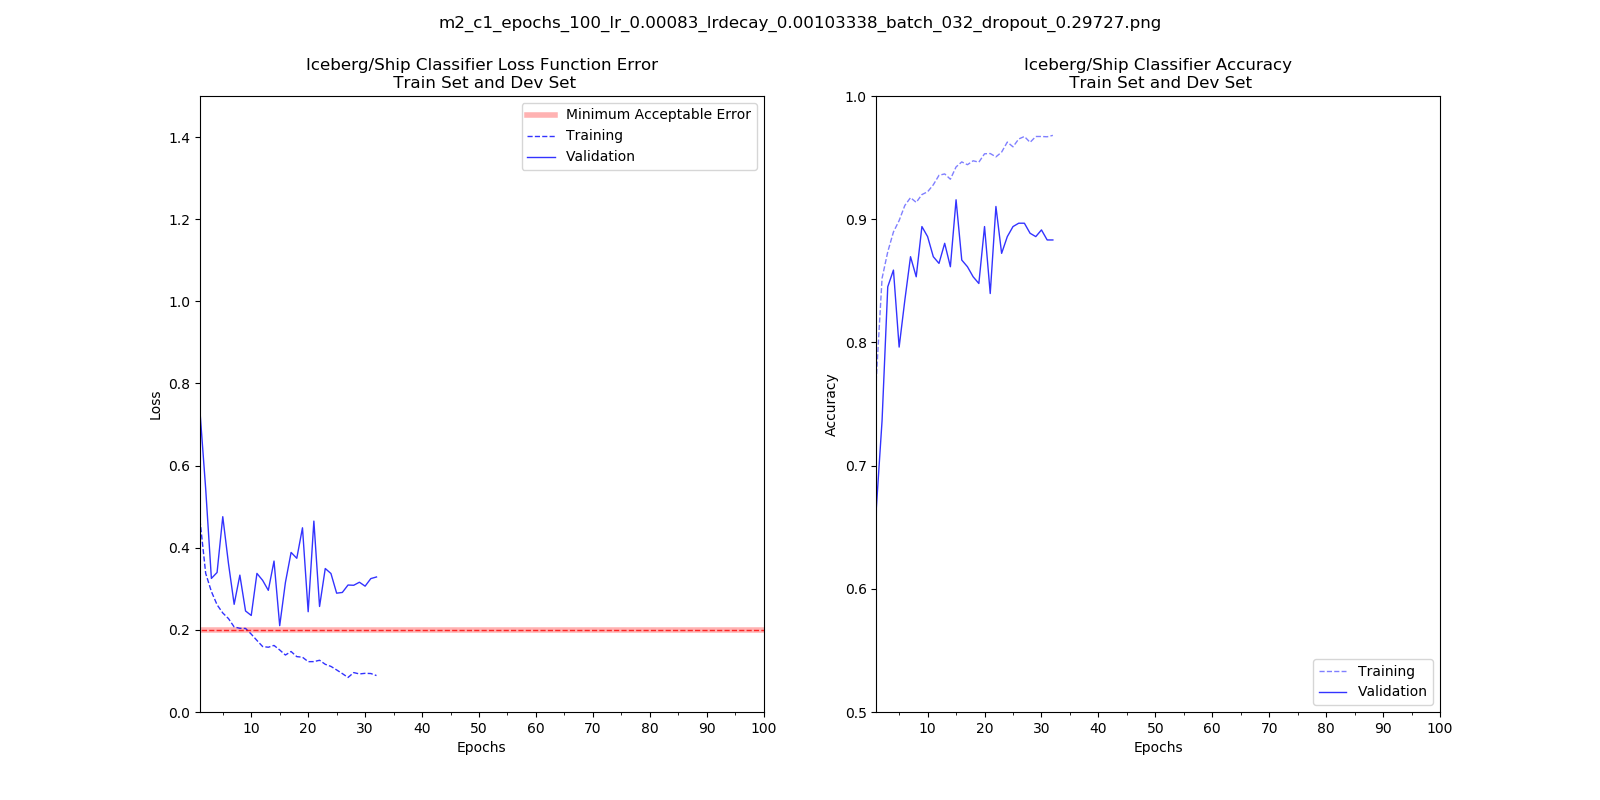 m2_c1_epochs_100_lr_0.00083_lrdecay_0.00103338_batch_032_dropout_0.29727.png
Iceberg/Ship Classifier Loss Function Error
Train Set and Dev Set
Minimum Acceptable Error
Training
Validation
1.4
1.2
1.0
0.8
0.6
0.4
0.2
0.0
Loss
10 20 30 40 50 60 70 80 90 100
Epochs
Iceberg/Ship Classifier Accuracy
Train Set and Dev Set
1.0
0.9
0.8
0.7
0.6
0.5
Accuracy
Training
Validation
10 20 30 40 50 60 70 80 90 100
Epochs